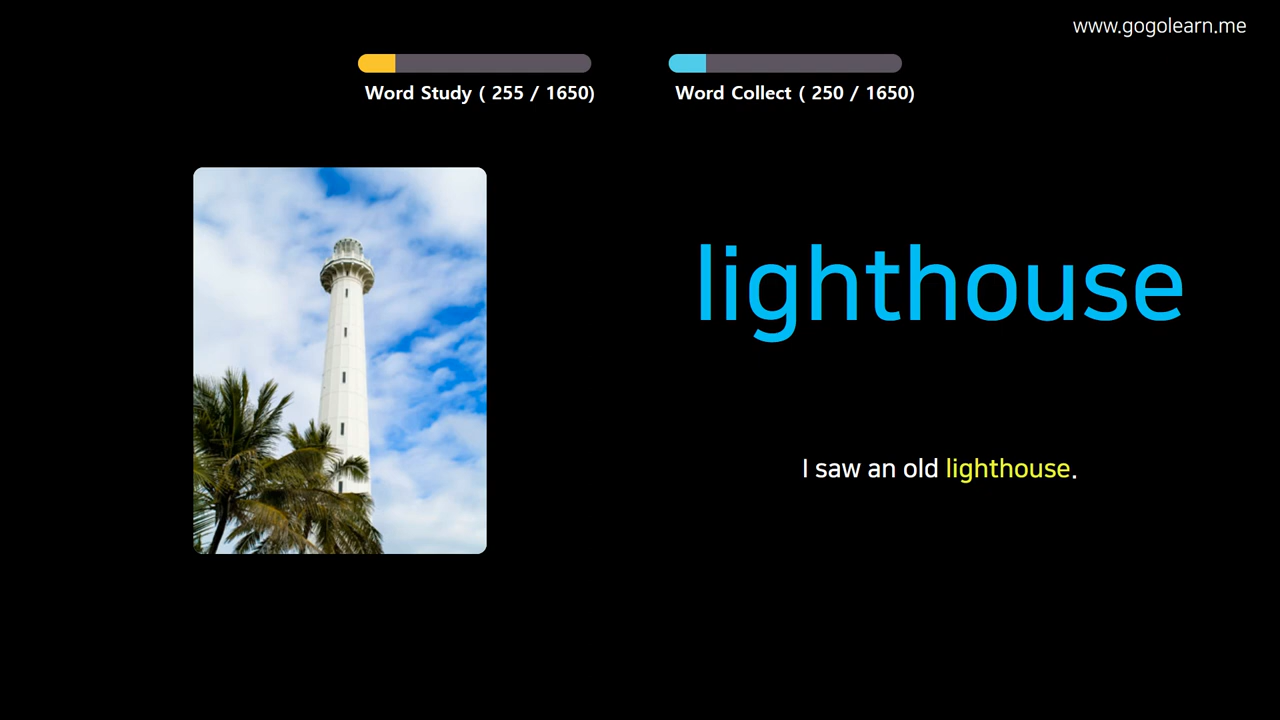 www.gogolearn.me
Word Study ( 255 / 1650)
Word Collect ( 250 / 1650)
lighthouse
I saw an old lighthouse.